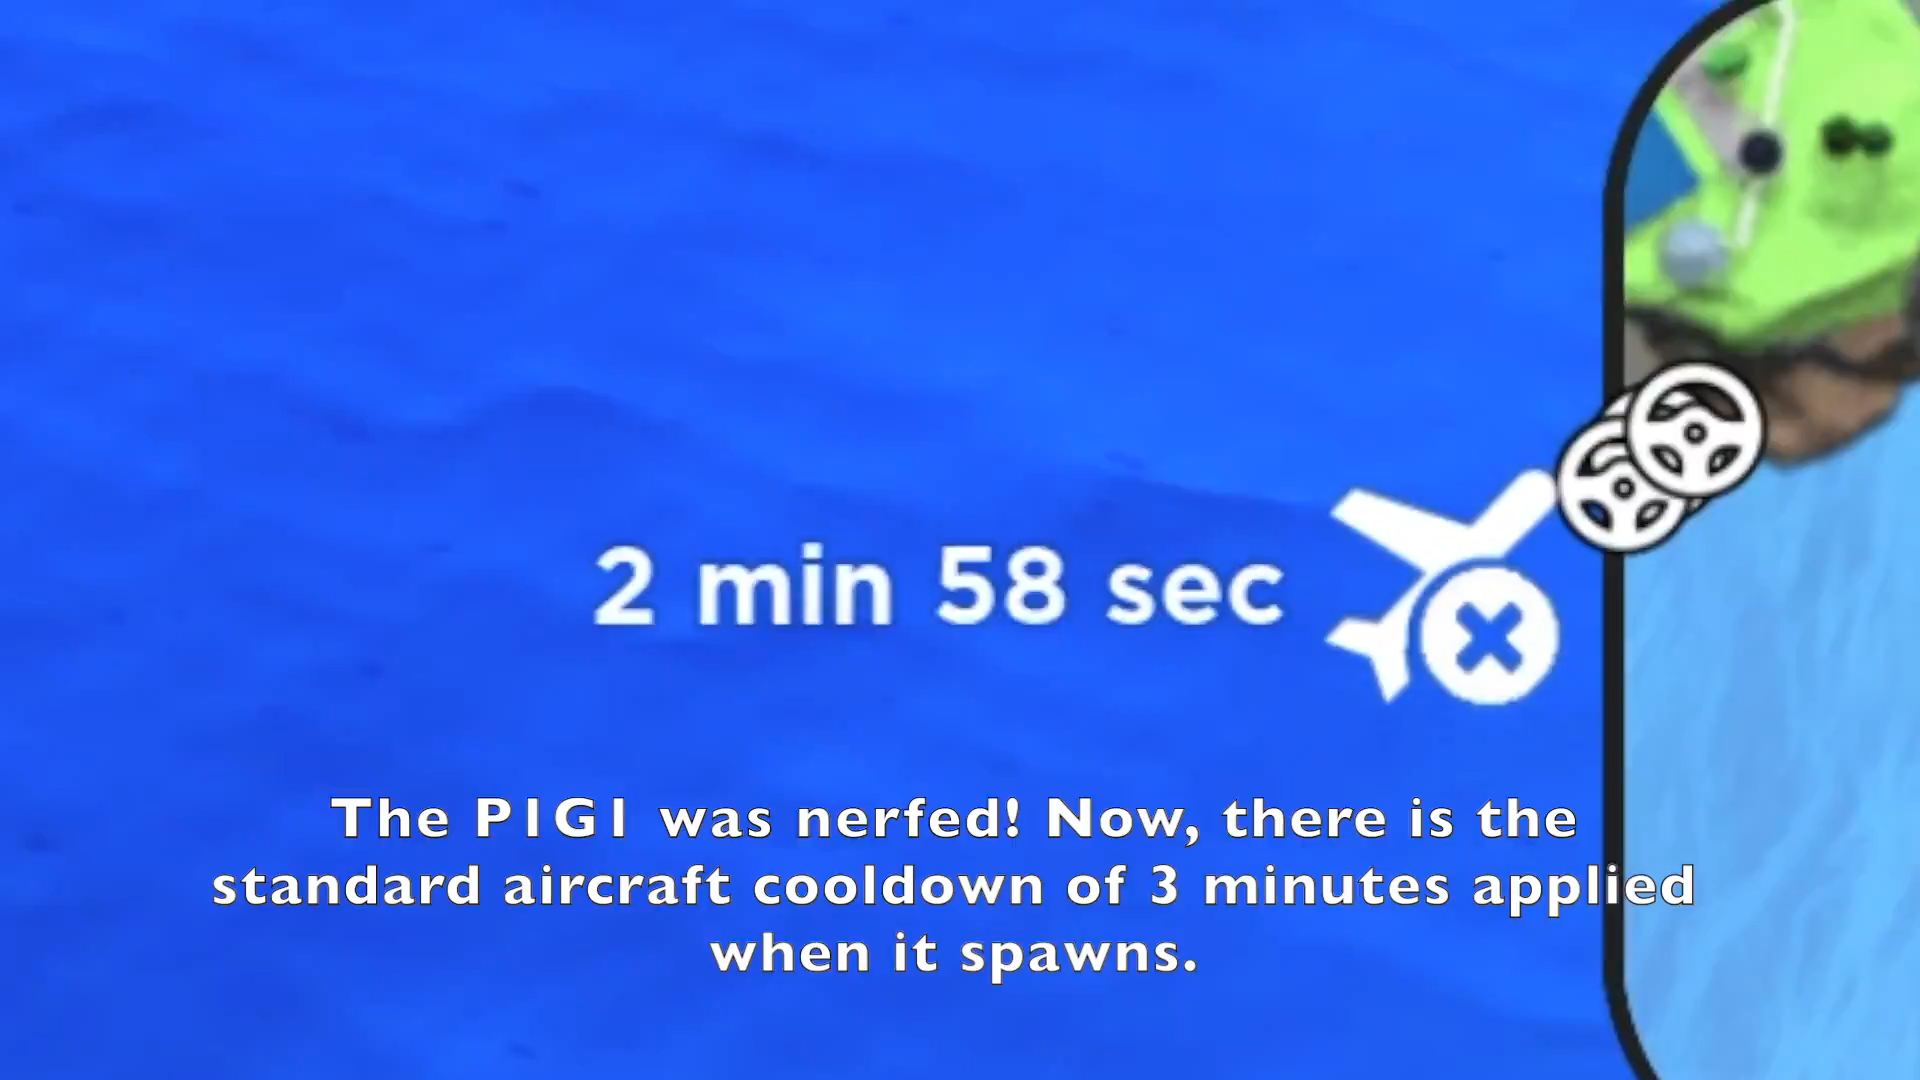 2 min 58 sec
The P1G1 was nerfed! Now, there is the
standard aircraft cooldown of 3 minutes applied
when it spawns.